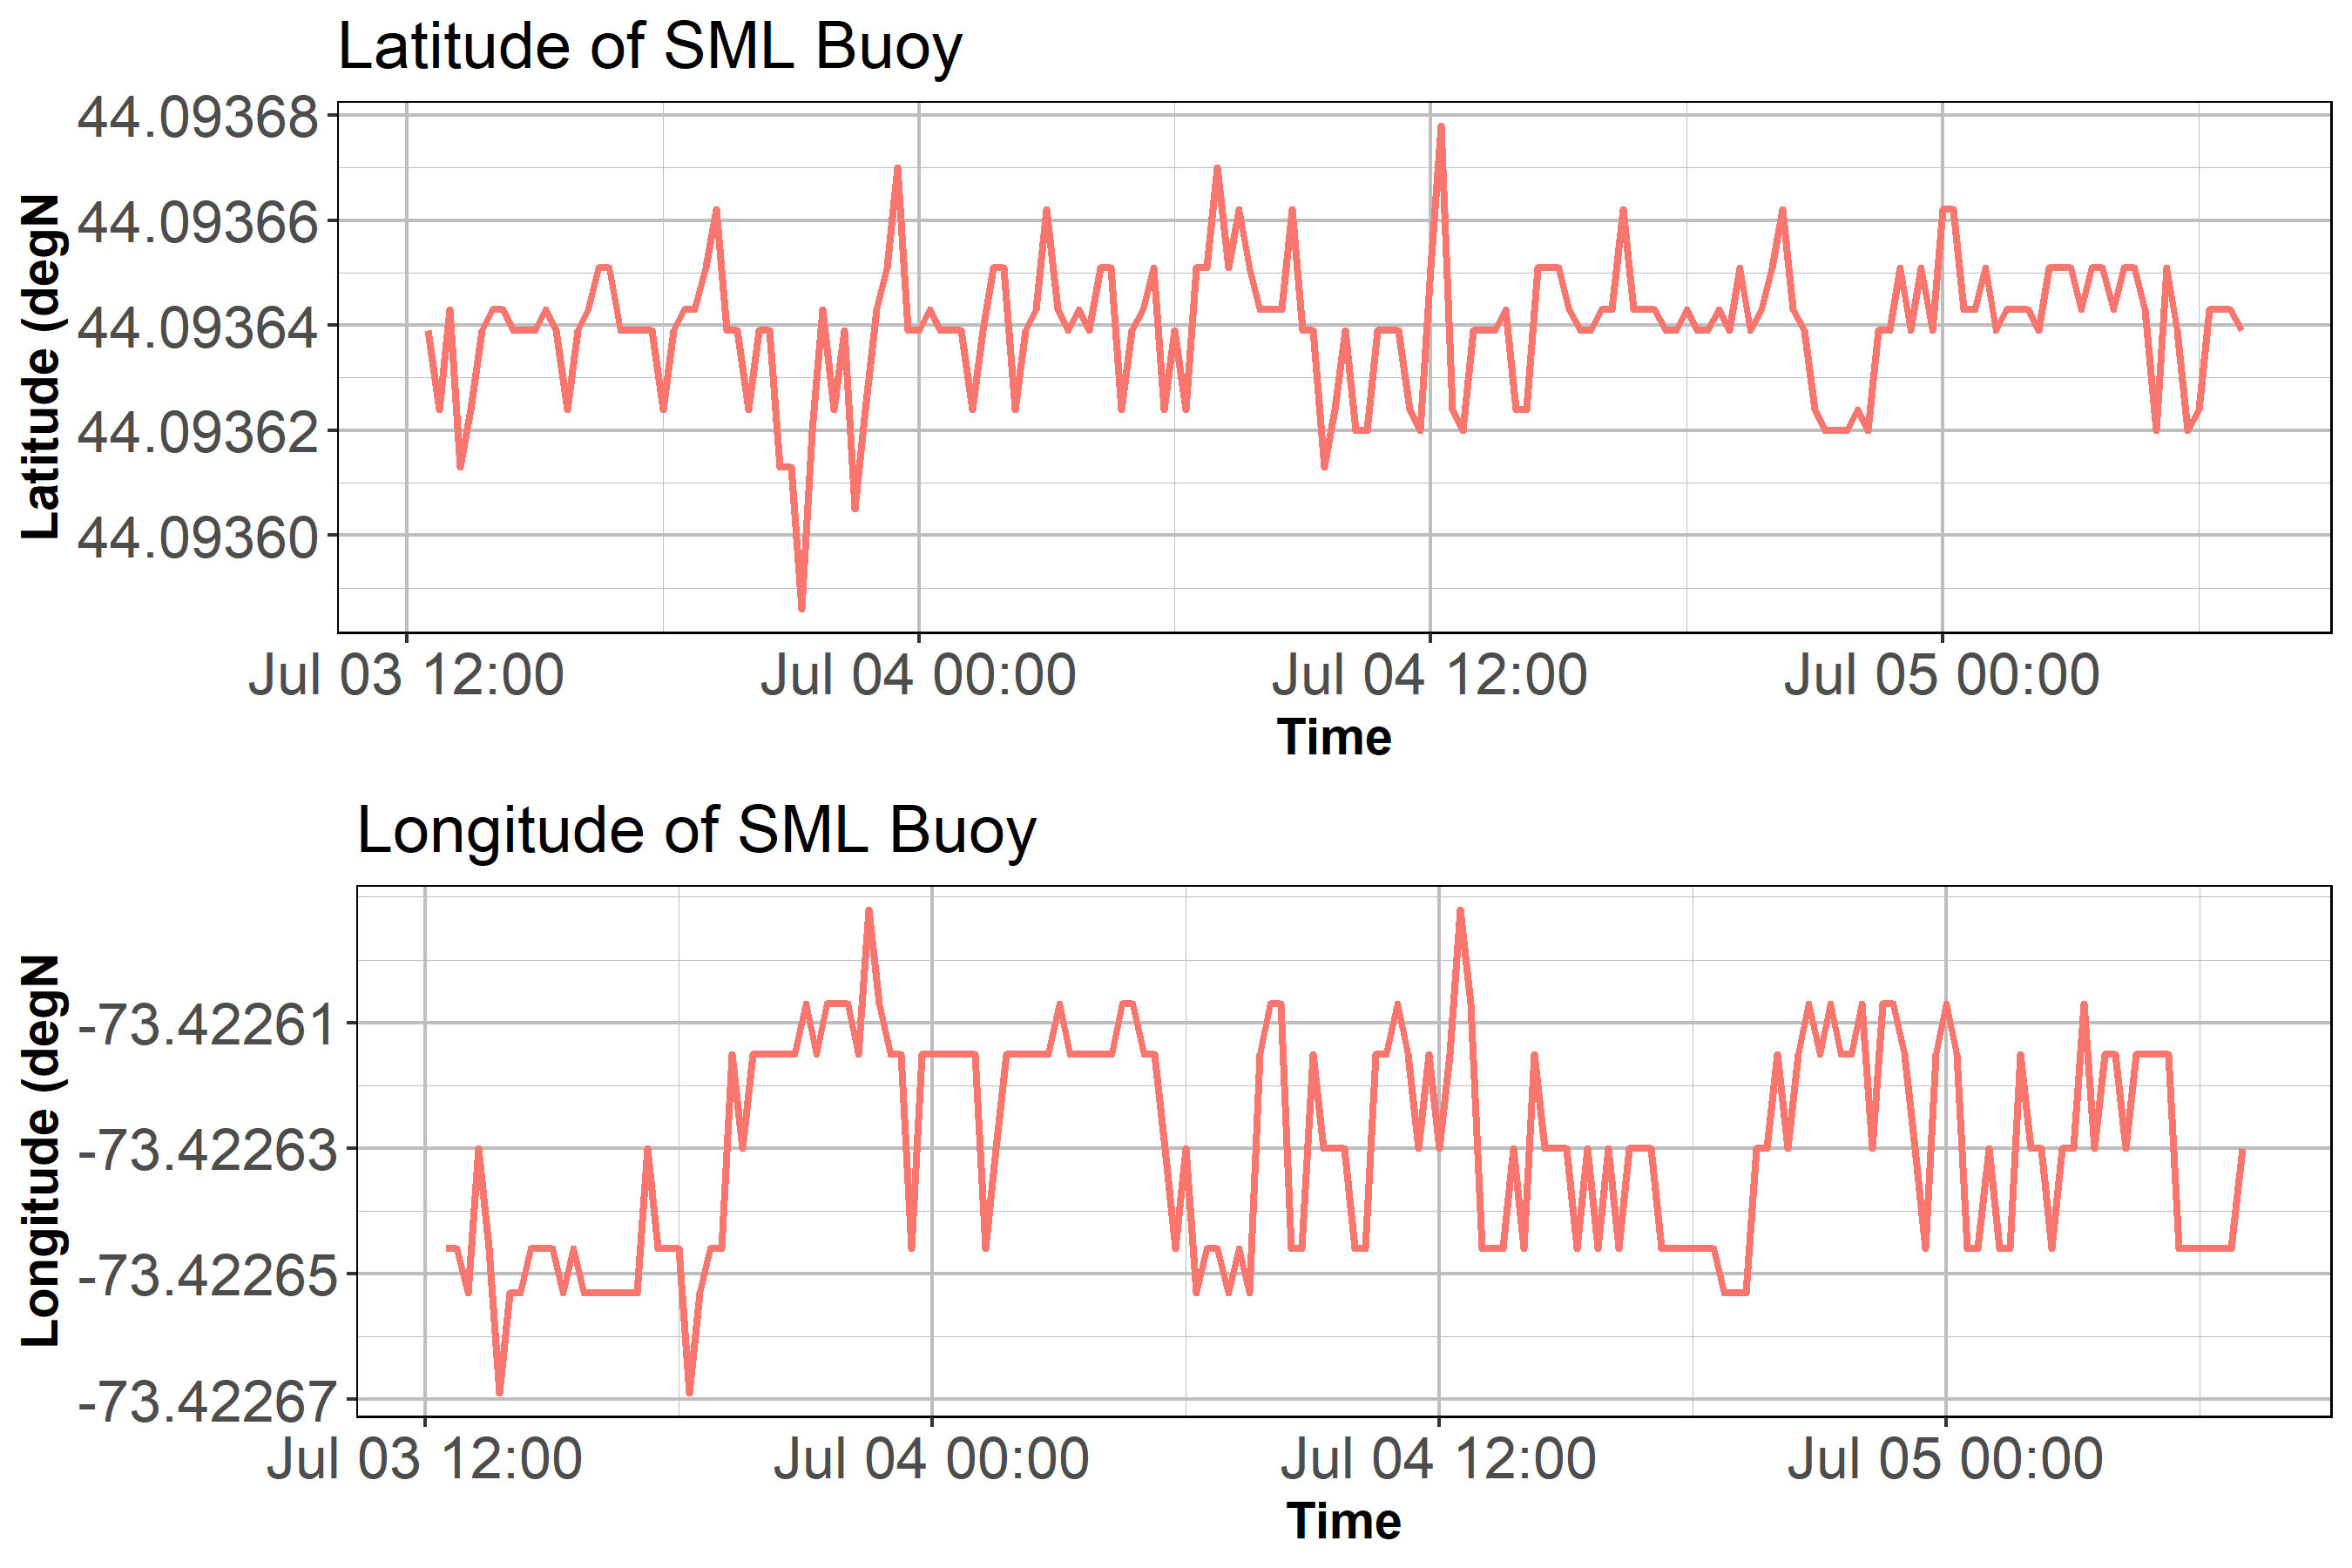 Latitude of SML Buoy
Latitude (degN
44.09368
44.09366
44.09364
44.09362
44.09360
Jul 03 12:00 Jul 04 00:00 Jul 04 12:00 Jul 05 00:00
Time
Longitude of SML Buoy
Longitude (degN
-73.42261
-73.42263
-73.42265
-73.42267
Jul 03 12:00 Jul 04 00:00 Jul 04 12:00 Jul 05 00:00
Time